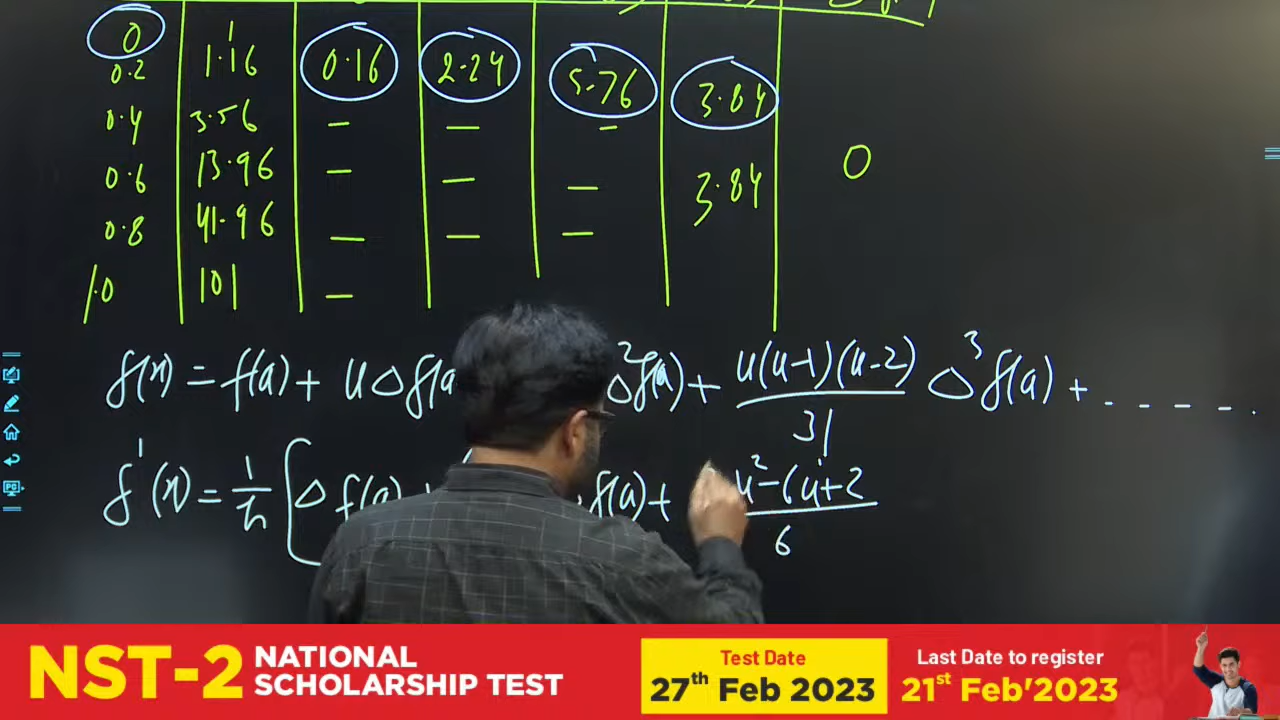 0 1
0.2 1.16 0.16 2.24 5.76 3.84
0.4 3.56 — — —
0.6 13.96 — — — 3.84 0
0.8 41.96 — — —
1.0 101 —
f(x) = f(a) + uΔf(a Δ²f(a) + u(u-1)(u-2)/3! Δ³f(a) + - - - - -
f'(x) = 1/h [Δf(a) f(a) + u²-6u+2/6
NST-2 NATIONAL SCHOLARSHIP TEST
Test Date
27th Feb 2023
Last Date to register
21st Feb'2023